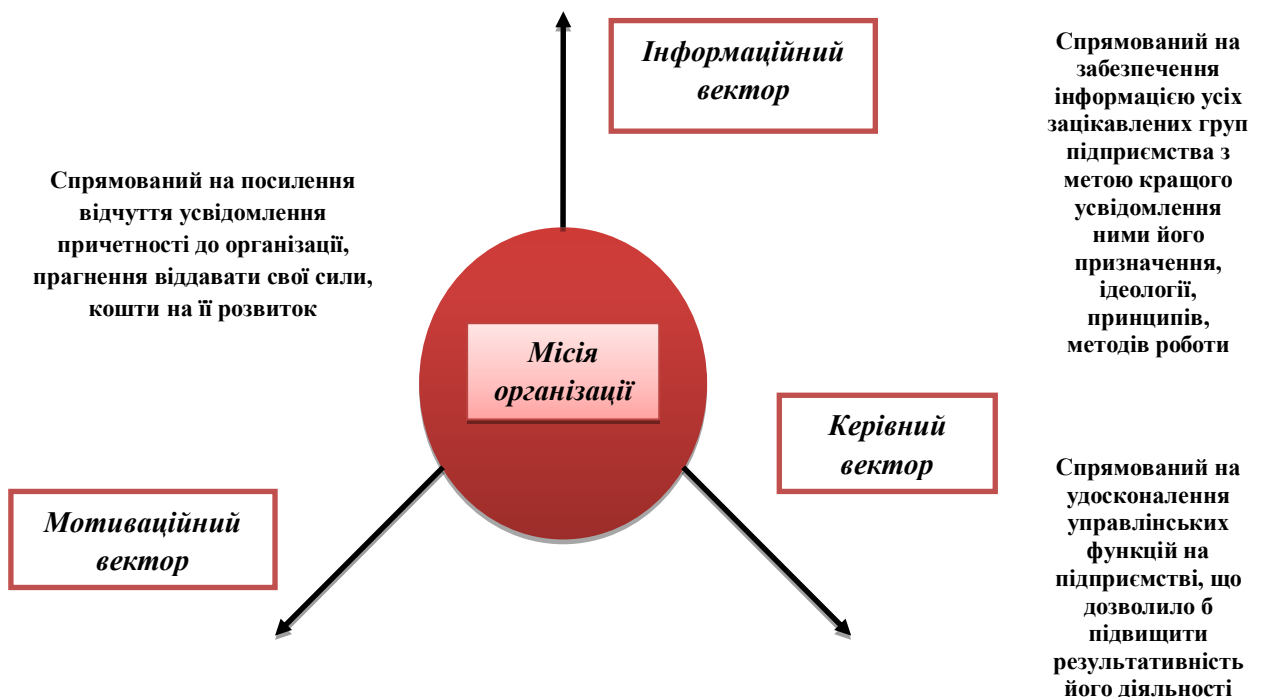 Інформаційний
вектор
Спрямований на
забезпечення
інформацією усіх
зацікавлених груп
підприємства з
метою кращого
усвідомлення
ними його
призначення,
ідеології,
принципів,
методів роботи
Спрямований на посилення
відчуття усвідомлення
причетності до організації,
прагнення віддавати свої сили,
кошти на її розвиток
Місія
організації
Керівний
вектор
Спрямований на
удосконалення
управлінських
функцій на
підприємстві, що
дозволило б
підвищити
результативність
його діяльності
Мотиваційний
вектор